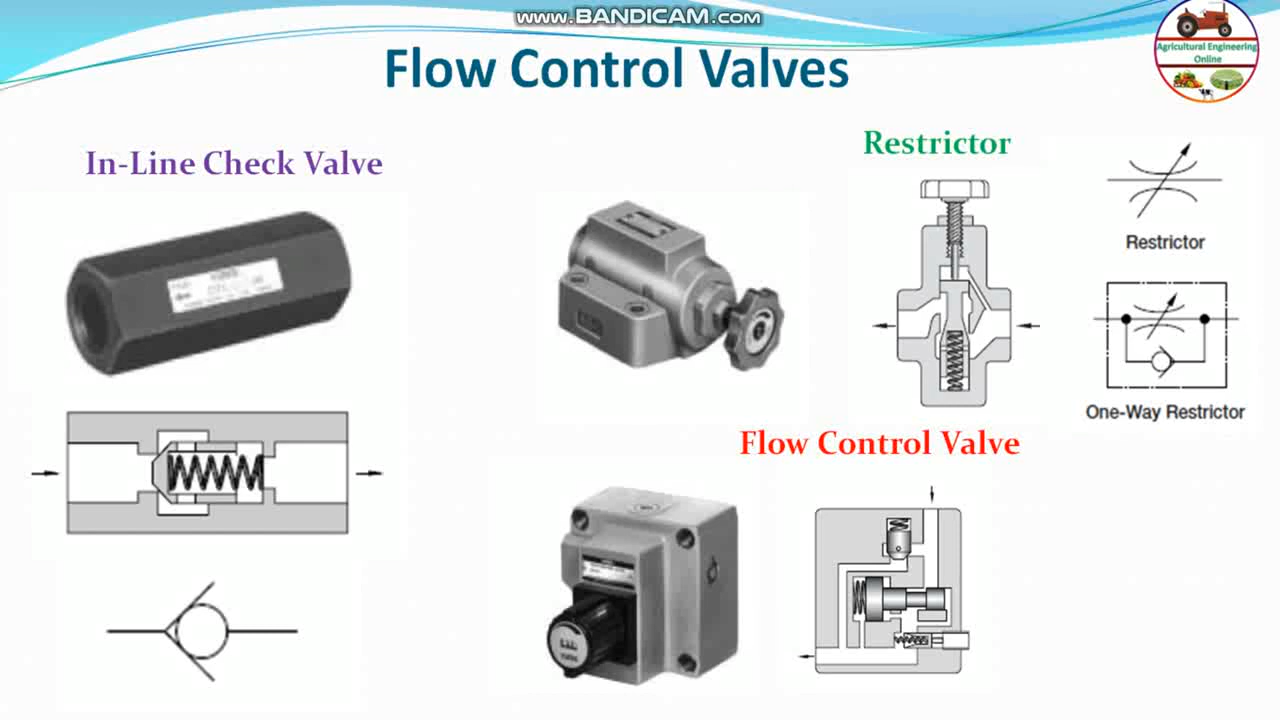 www.BANDICAM.com
Flow Control Valves
Agricultural Engineering
Online
In-Line Check Valve
Restrictor
Restrictor
One-Way Restrictor
Flow Control Valve